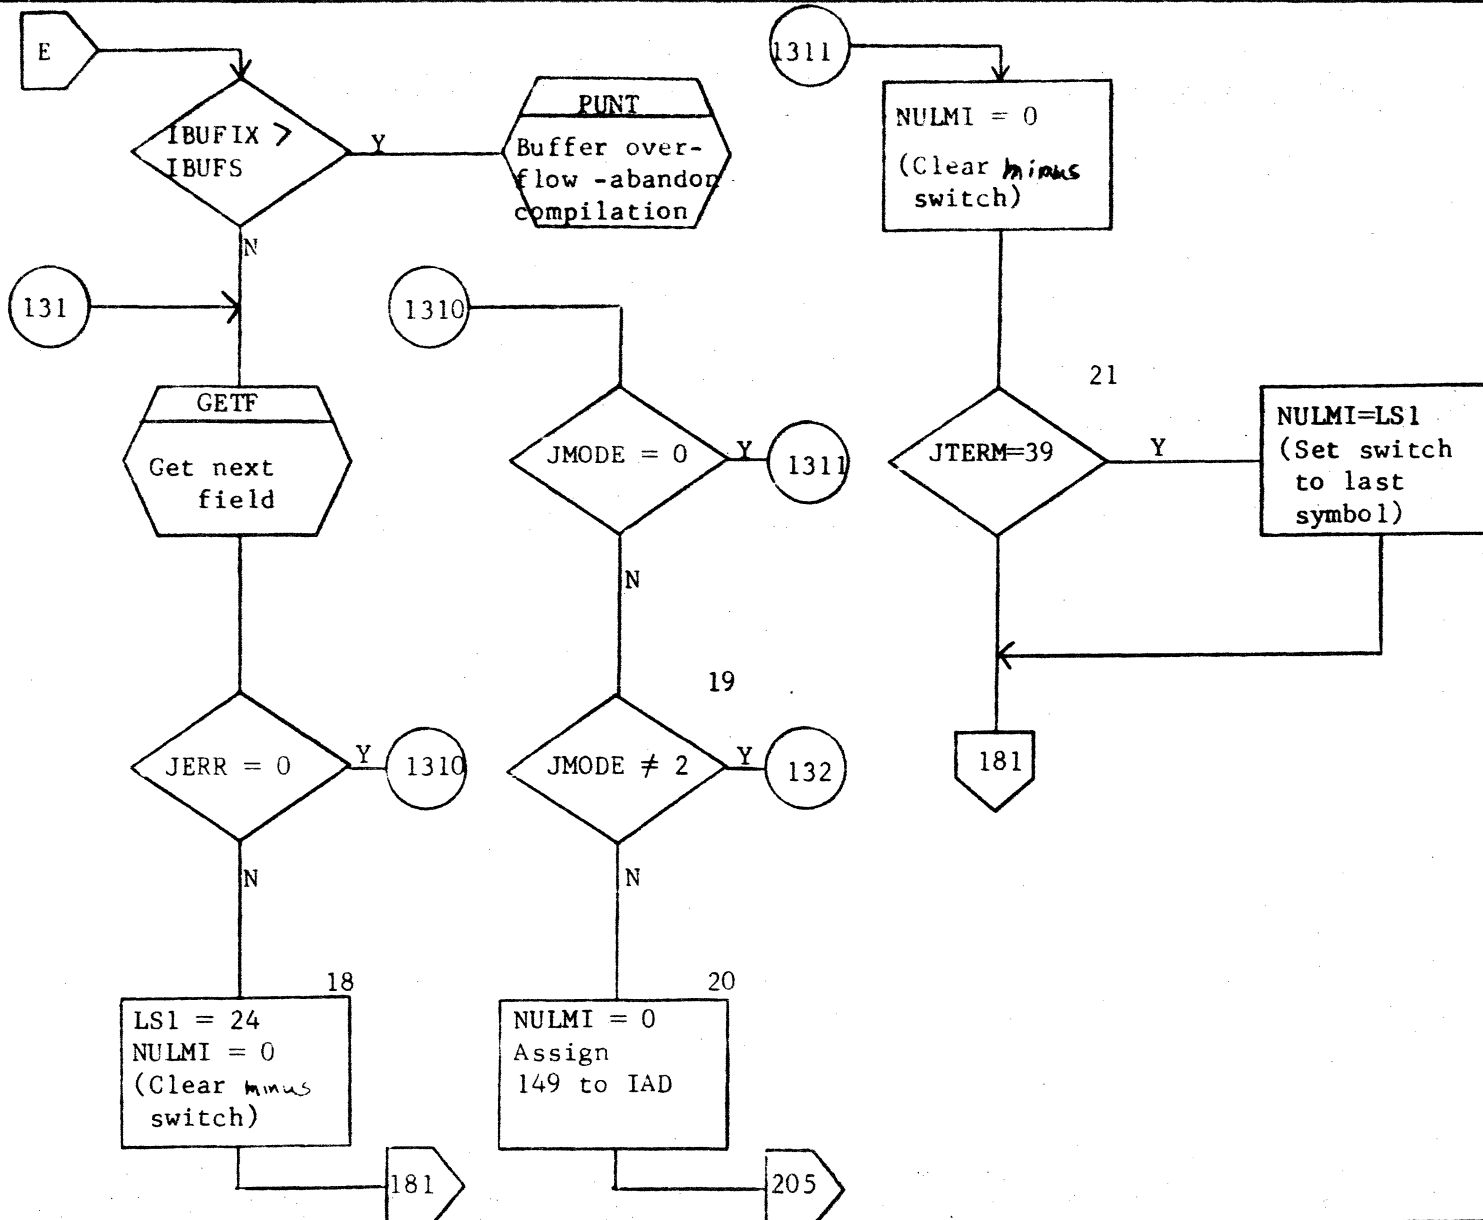 E
IBUFIX >
IBUFS
Y
N
PUNT
Buffer over-
flow -abandon
compilation
131
GETF
Get next
field
JERR = 0
Y
1310
N
18
LS1 = 24
NULMI = 0
(Clear minus
switch)
181
1310
JMODE = 0
Y
1311
N
19
JMODE ≠ 2
Y
132
N
20
NULMI = 0
Assign
149 to IAD
205
1311
NULMI = 0
(Clear minus
switch)
21
JTERM=39
Y
NULMI=LS1
(Set switch
to last
symbol)
181